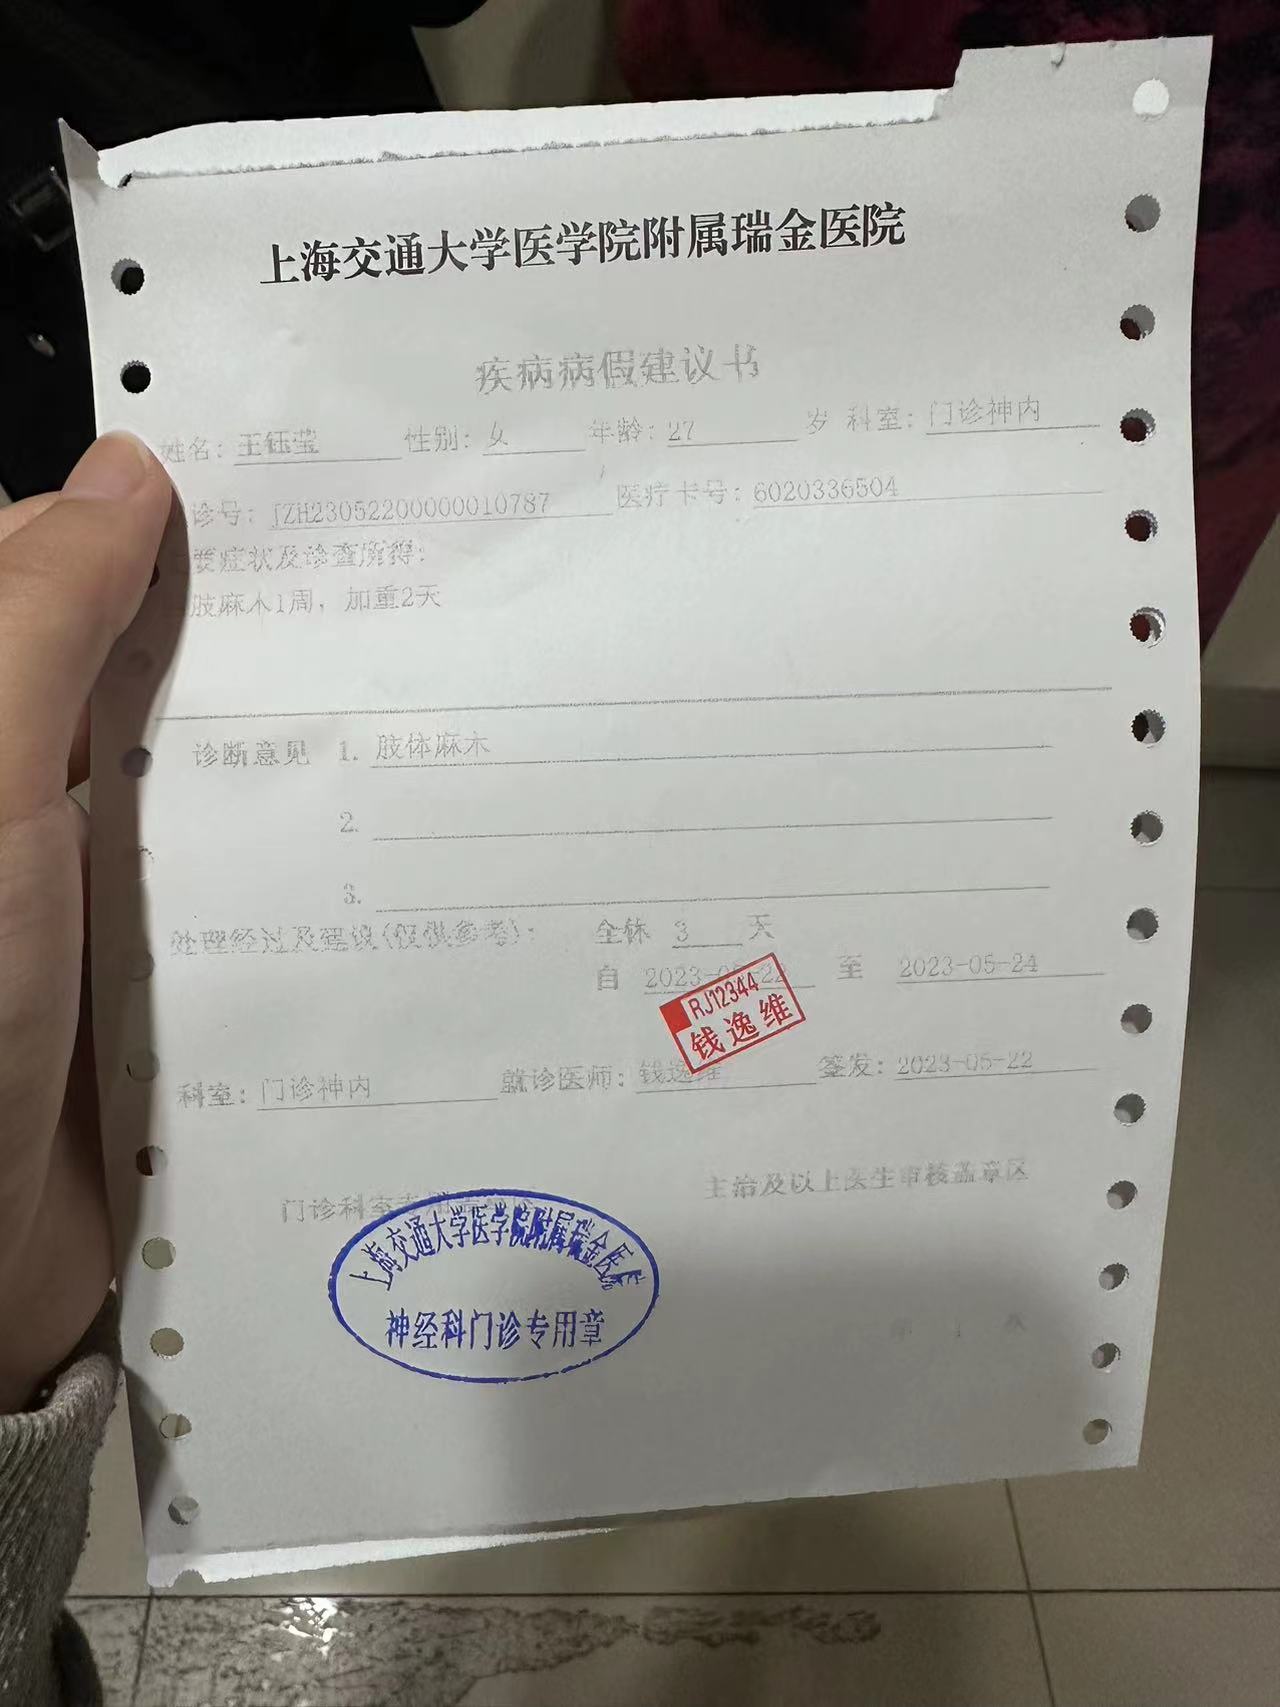 上海交通大学医学院附属瑞金医院
疾病病假建议书
姓名：王钰莹 性别：女 年龄：27 岁 科室：门诊神内
诊号：JZH23052200000010787 医疗卡号：6020336504
要症状及诊查所得：
肢麻木1周，加重2天
诊断意见 1. 肢体麻木
2.
3.
处理经过及建议(仅供参考)： 全休 3 天
自 2023-05-22 至 2023-05-24
RJ12344
钱逸维
科室：门诊神内 就诊医师：钱逸维 签发：2023-05-22
门诊科室 主治及以上医生审核盖章区
上海交通大学医学院附属瑞金医院
神经科门诊专用章